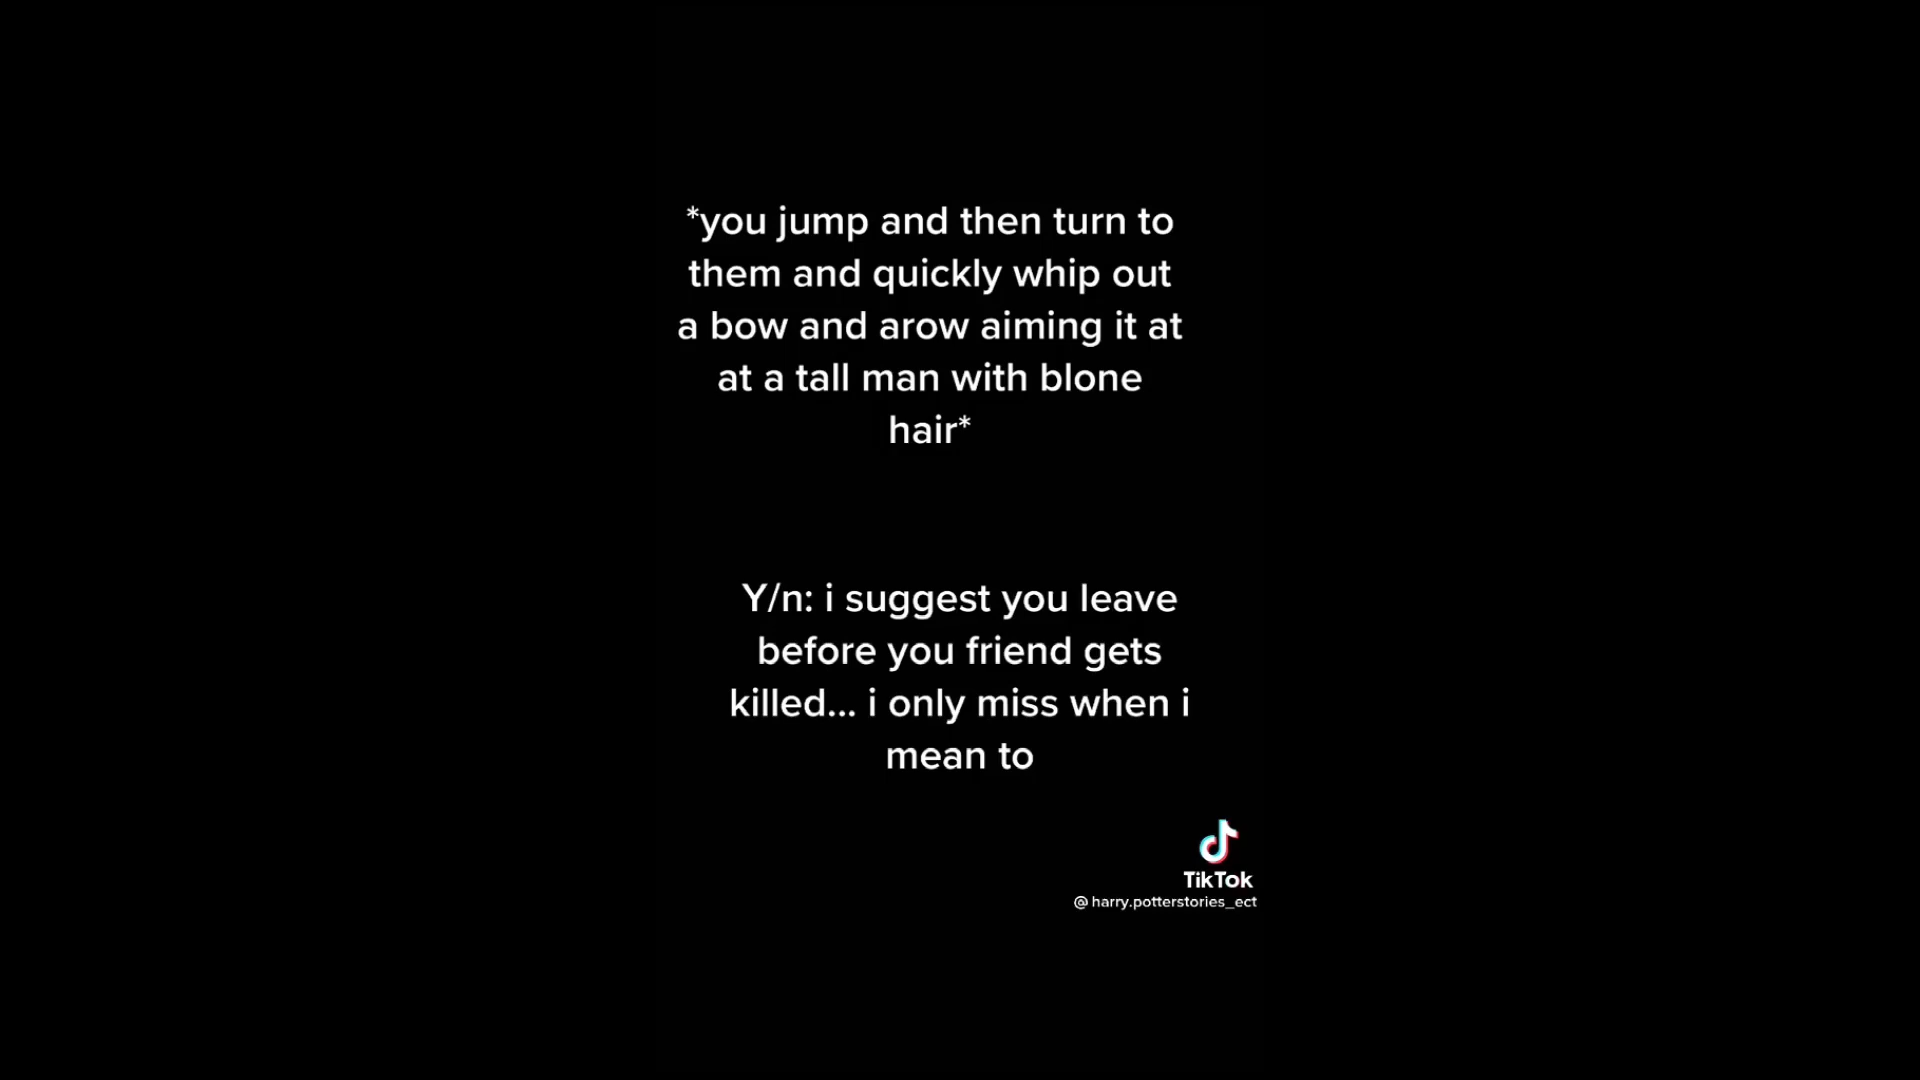 *you jump and then turn to
them and quickly whip out
a bow and arow aiming it at
at a tall man with blone
hair*
Y/n: i suggest you leave
before you friend gets
killed... i only miss when i
mean to
TikTok
@ harry.potterstories_ect